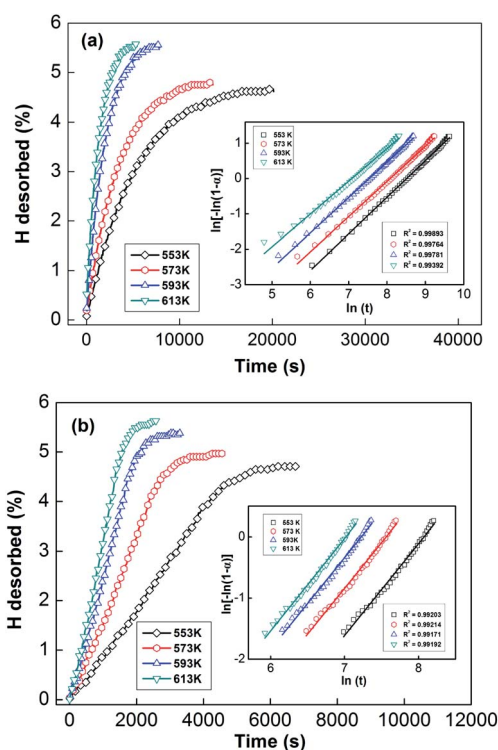 (a)
H desorbed (%)
6
5
4
3
2
1
0
0 10000 20000 30000 40000
Time (s)
553K
573K
593K
613K
ln[-ln(1-α)]
1
0
-1
-2
-3
5 6 7 8 9 10
ln (t)
553 K
573 K
593 K
613 K
R² = 0.99893
R² = 0.99764
R² = 0.99781
R² = 0.99392
(b)
H desorbed (%)
6
5
4
3
2
1
0
0 2000 4000 6000 8000 10000 12000
Time (s)
553K
573K
593K
613K
ln[-ln(1-α)]
0
-1
-2
6 7 8
ln (t)
553 K
573 K
593K
613 K
R² = 0.99203
R² = 0.99214
R² = 0.99171
R² = 0.99192